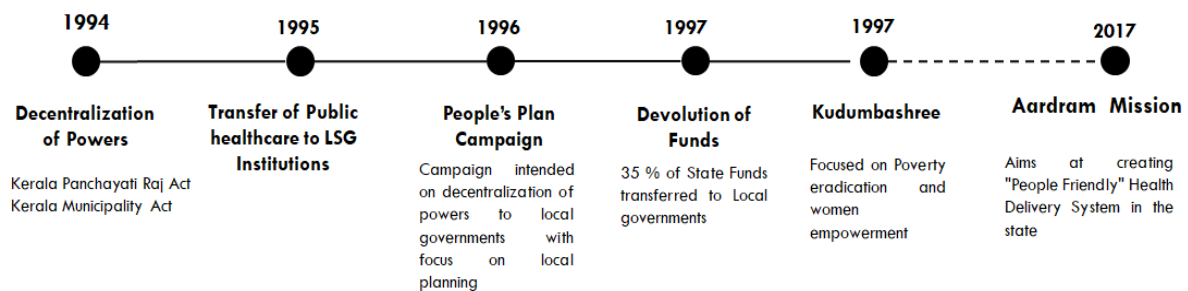 1994
Decentralization
of Powers
Kerala Panchayati Raj Act
Kerala Municipality Act
1995
Transfer of Public
healthcare to LSG
Institutions
1996
People's Plan
Campaign
Campaign intended
on decentralization of
powers to local
governments with
focus on local
planning
1997
Devolution of
Funds
35 % of State Funds
transferred to Local
governments
1997
Kudumbashree
Focused on Poverty
eradication and
women
empowerment
2017
Aardram Mission
Aims at creating
"People Friendly" Health
Delivery System in the
state